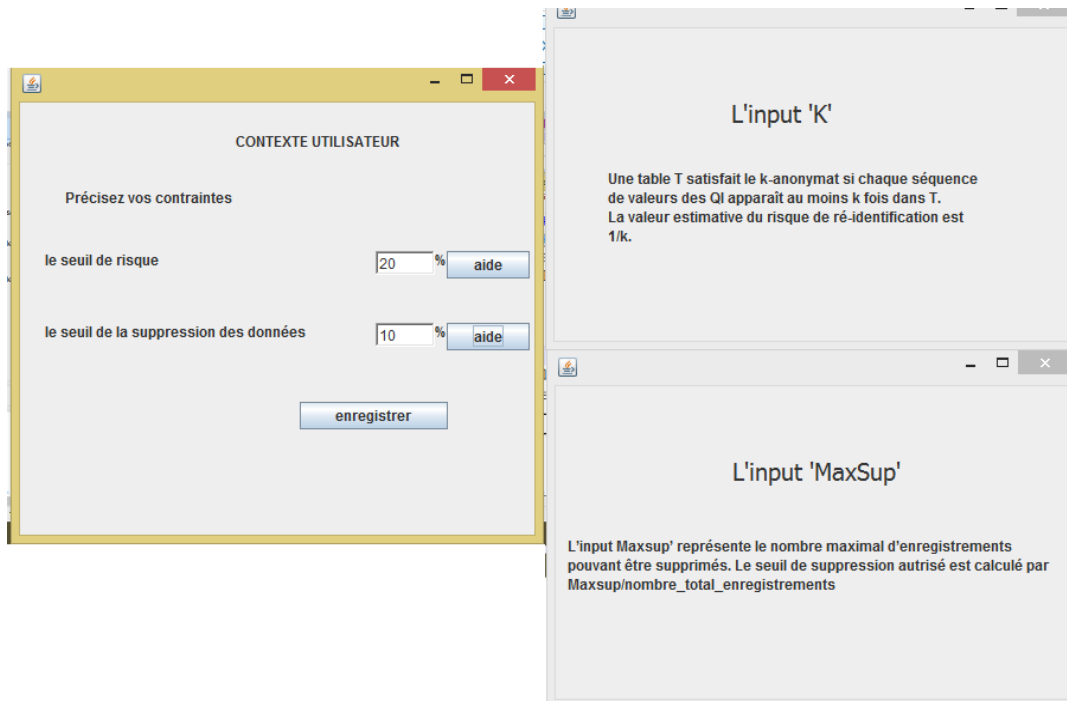 CONTEXTE UTILISATEUR
Précisez vos contraintes
le seuil de risque
20
%
aide
le seuil de la suppression des données
10
%
aide
enregistrer
L'input 'K'
Une table T satisfait le k-anonymat si chaque séquence
de valeurs des QI apparaît au moins k fois dans T.
La valeur estimative du risque de ré-identification est
1/k.
L'input 'MaxSup'
L’input Maxsup’ représente le nombre maximal d’enregistrements
pouvant être supprimés. Le seuil de suppression autrisé est calculé par
Maxsup/nombre_total_enregistrements